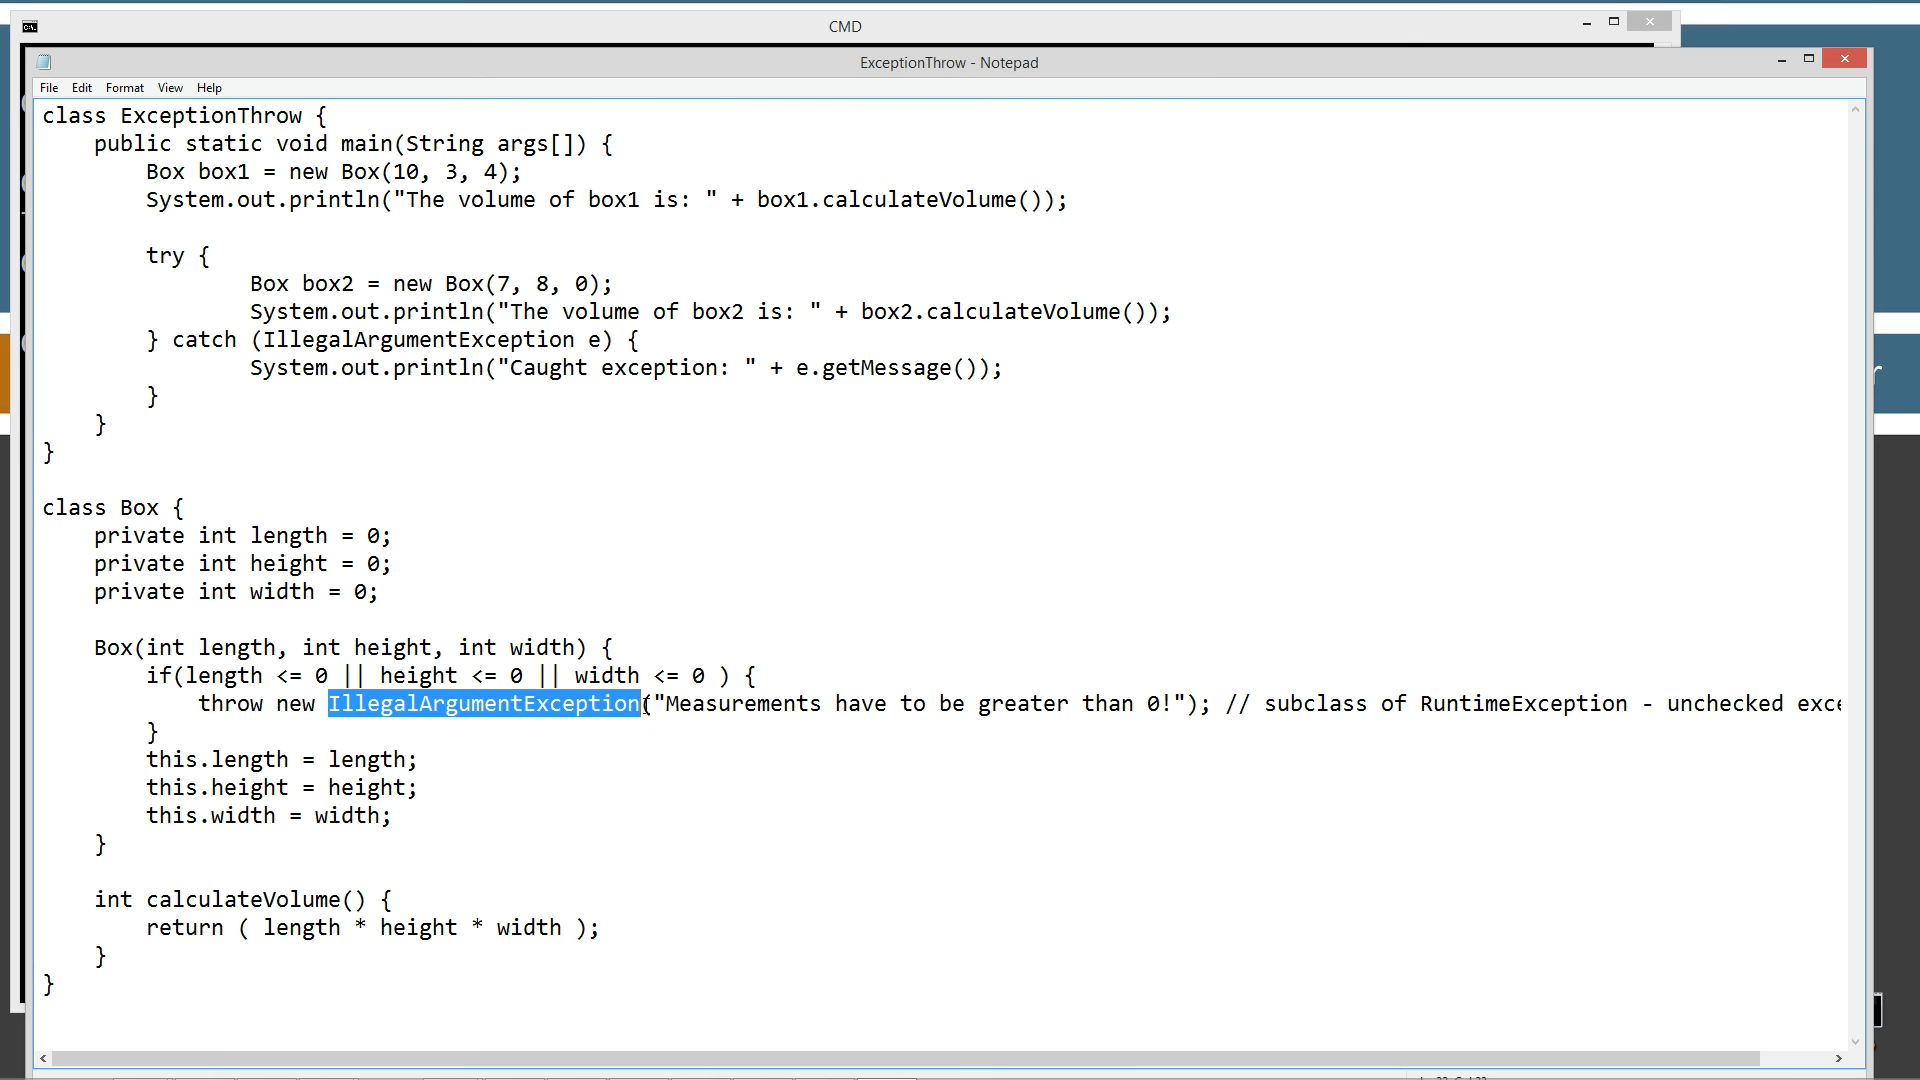 CMD
ExceptionThrow - Notepad
File Edit Format View Help
class ExceptionThrow {
    public static void main(String args[]) {
        Box box1 = new Box(10, 3, 4);
        System.out.println("The volume of box1 is: " + box1.calculateVolume());
        try {
                Box box2 = new Box(7, 8, 0);
                System.out.println("The volume of box2 is: " + box2.calculateVolume());
        } catch (IllegalArgumentException e) {
                System.out.println("Caught exception: " + e.getMessage());
        }
    }
}
class Box {
    private int length = 0;
    private int height = 0;
    private int width = 0;
    Box(int length, int height, int width) {
        if(length <= 0 || height <= 0 || width <= 0 ) {
            throw new IllegalArgumentException("Measurements have to be greater than 0!"); // subclass of RuntimeException - unchecked exce
        }
        this.length = length;
        this.height = height;
        this.width = width;
    }
    int calculateVolume() {
        return ( length * height * width );
    }
}